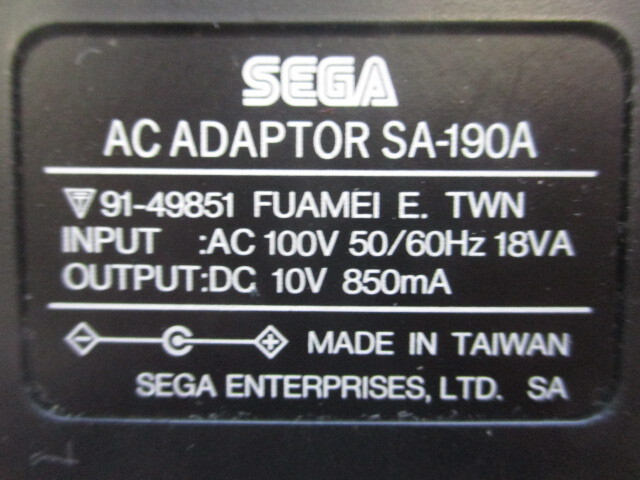 SEGA
AC ADAPTOR SA-190A
91-49851 FUAMEI E. TWN
INPUT :AC 100V 50/60Hz 18VA
OUTPUT:DC 10V 850mA
MADE IN TAIWAN
SEGA ENTERPRISES, LTD. SA